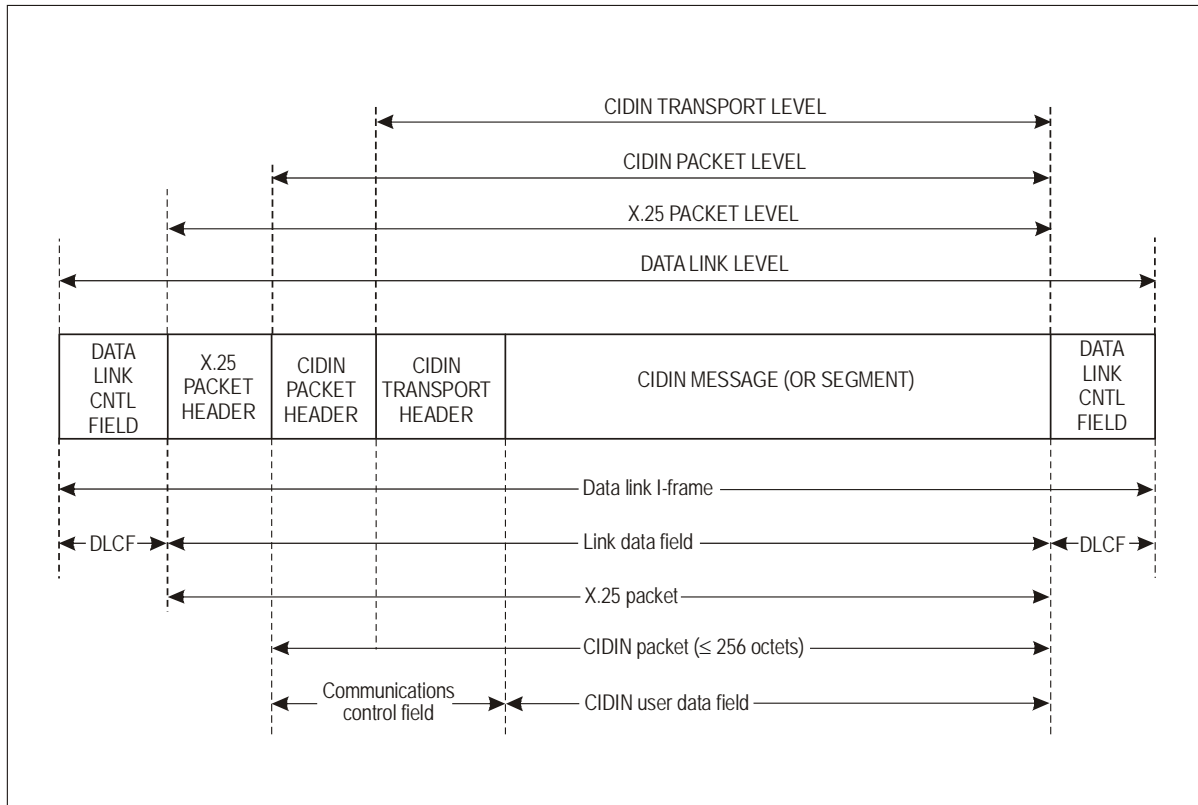 CIDIN TRANSPORT LEVEL
CIDIN PACKET LEVEL
X.25 PACKET LEVEL
DATA LINK LEVEL
DATA
LINK
CNTL
FIELD
X.25
PACKET
HEADER
CIDIN
PACKET
HEADER
CIDIN
TRANSPORT
HEADER
CIDIN MESSAGE (OR SEGMENT)
DATA
LINK
CNTL
FIELD
Data link I-frame
DLCF
Link data field
DLCF
X.25 packet
CIDIN packet (≤ 256 octets)
Communications
control field
CIDIN user data field